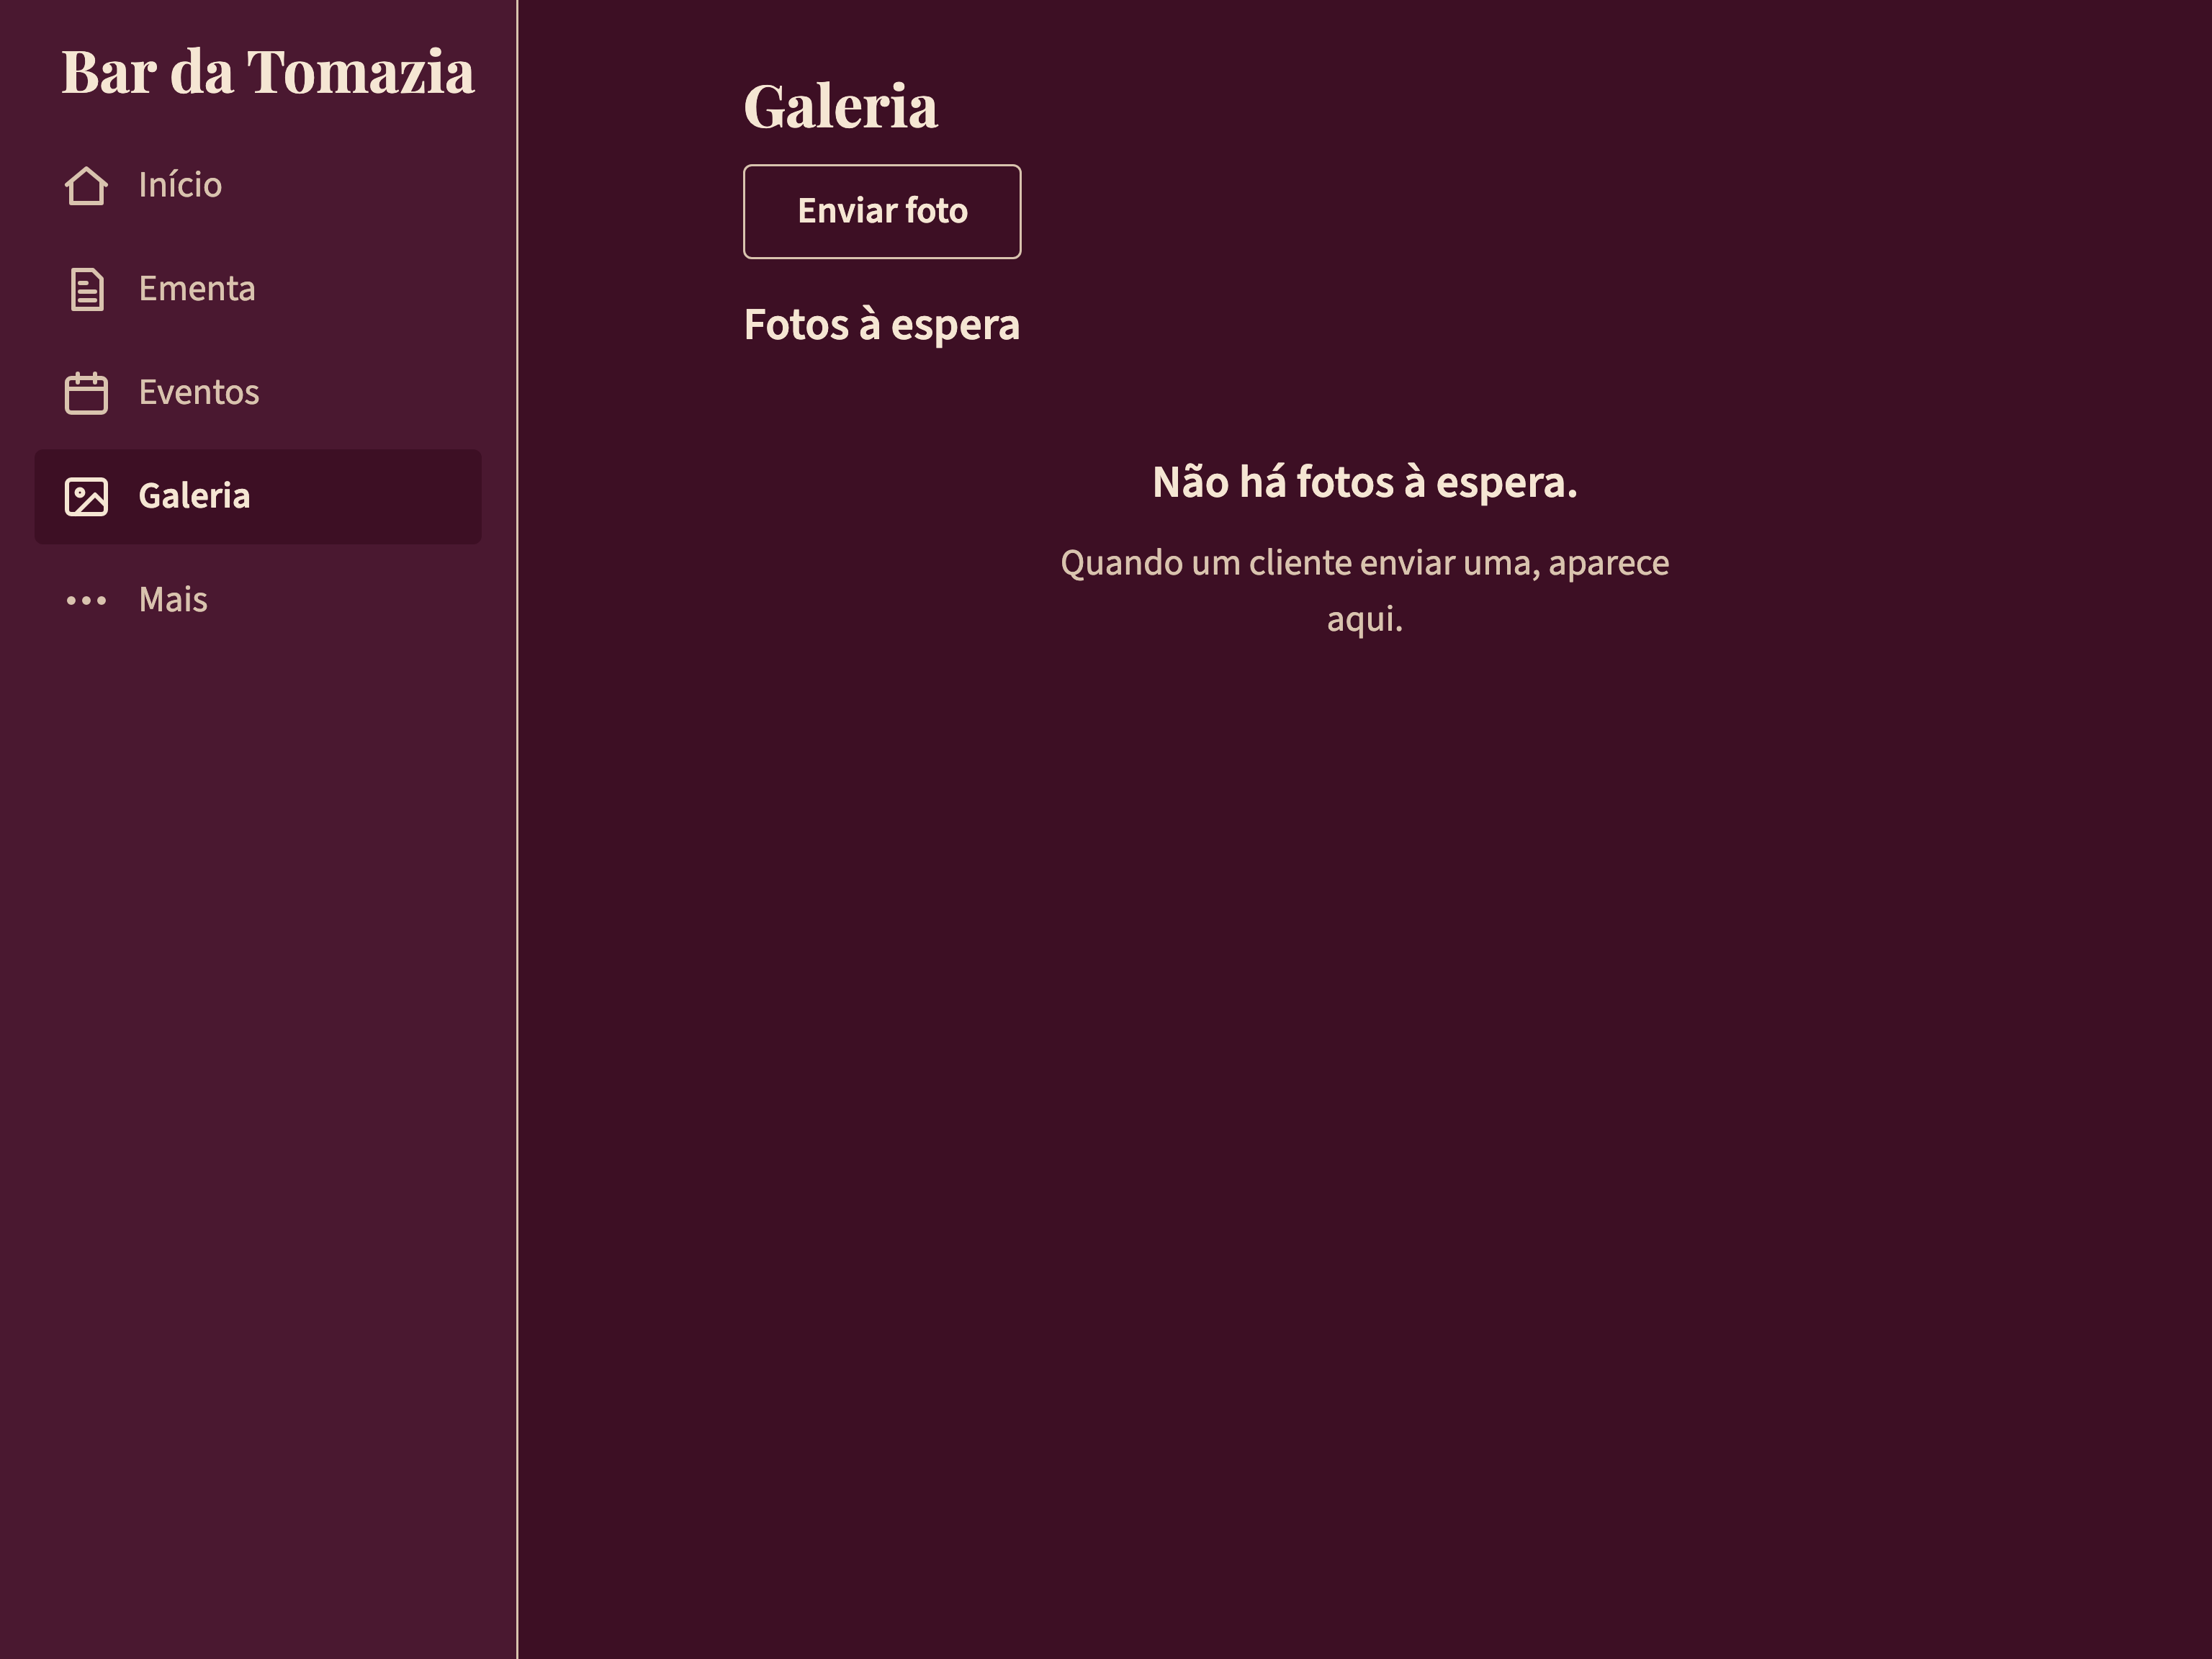 Bar da Tomazia
Início
Ementa
Eventos
Galeria
Mais
Galeria
Enviar foto
Fotos à espera
Não há fotos à espera.
Quando um cliente enviar uma, aparece
aqui.